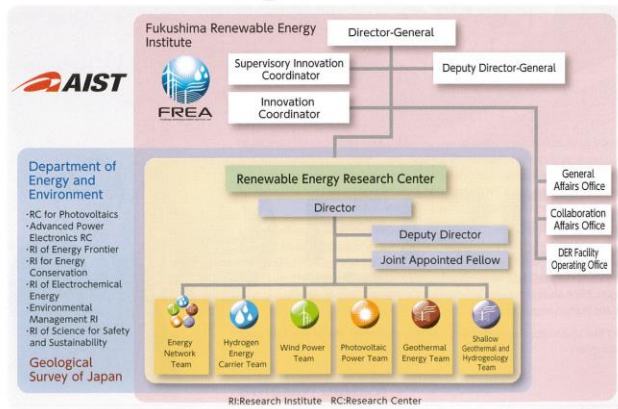 Fukushima Renewable Energy
Institute
Director-General
Supervisory Innovation
Coordinator
Deputy Director-General
AIST
FREA
Innovation
Coordinator
Department of
Energy and
Environment
·RC for Photovoltaics
·Advanced Power
Electronics RC
·RI of Energy Frontier
·RI for Energy
Conservation
·RI of Electrochemical
Energy
·Environmental
Management RI
·RI of Science for Safety
and Sustainability
Geological
Survey of Japan
Renewable Energy Research Center
Director
Deputy Director
Joint Appointed Fellow
General
Affairs Office
Collaboration
Affairs Office
DER Facility
Operating Office
Energy
Network
Team
Hydrogen
Energy
Carrier Team
Wind Power
Team
Photovoltaic
Power Team
Geothermal
Energy Team
Shallow
Geothermal and
Hydrogeology
Team
RI:Research Institute RC:Research Center